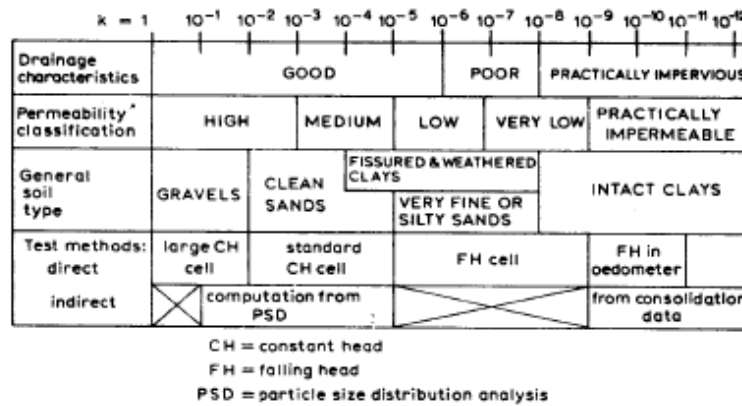 k = 1 10⁻¹ 10⁻² 10⁻³ 10⁻⁴ 10⁻⁵ 10⁻⁶ 10⁻⁷ 10⁻⁸ 10⁻⁹ 10⁻¹⁰ 10⁻¹¹ 10⁻¹²
Drainage
characteristics
GOOD
POOR
PRACTICALLY IMPERVIOUS
Permeability*
classification
HIGH
MEDIUM
LOW
VERY LOW
PRACTICALLY
IMPERMEABLE
General
soil
type
GRAVELS
CLEAN
SANDS
FISSURED & WEATHERED
CLAYS
VERY FINE OR
SILTY SANDS
INTACT CLAYS
Test methods:
direct
large CH
cell
standard
CH cell
FH cell
FH in
oedometer
indirect
computation from
PSD
from consolidation
data
CH = constant head
FH = falling head
PSD = particle size distribution analysis